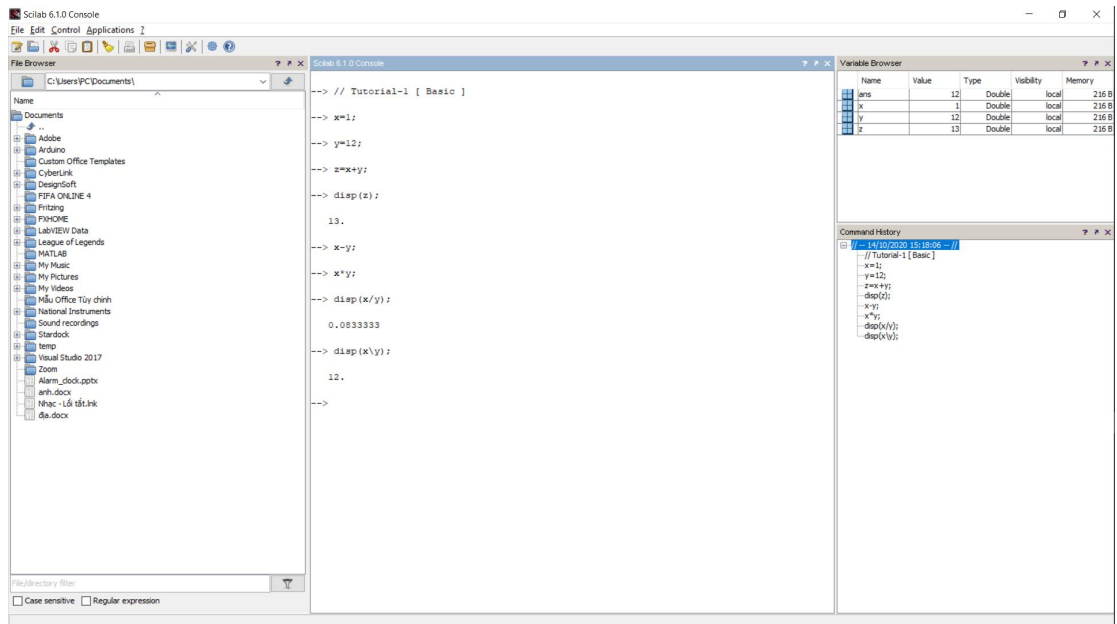 Scilab 6.1.0 Console
File Edit Control Applications ?
File Browser
C:\Users\PC\Documents\
Name
Documents
..
Adobe
Arduino
Custom Office Templates
CyberLink
DesignSoft
FIFA ONLINE 4
Fritzing
FXHOME
LabVIEW Data
League of Legends
MATLAB
My Music
My Pictures
My Videos
Mẫu Office Tùy chỉnh
National Instruments
Sound recordings
Stardock
temp
Visual Studio 2017
Zoom
Alarm_clock.pptx
anh.docx
Nhạc - Lối tắt.lnk
địa.docx
File/directory filter
Case sensitive Regular expression
Scilab 6.1.0 Console
--> // Tutorial-1 [ Basic ]
--> x=1;
--> y=12;
--> z=x+y;
--> disp(z);
13.
--> x-y;
--> x*y;
--> disp(x/y);
0.0833333
--> disp(x\y);
12.
-->
Variable Browser
Name Value Type Visibility Memory
ans 12 Double local 216 B
x 1 Double local 216 B
y 12 Double local 216 B
z 13 Double local 216 B
Command History
// -- 14/10/2020 15:18:06 -- //
// Tutorial-1 [ Basic ]
x=1;
y=12;
z=x+y;
disp(z);
x-y;
x*y;
disp(x/y);
disp(x\y);